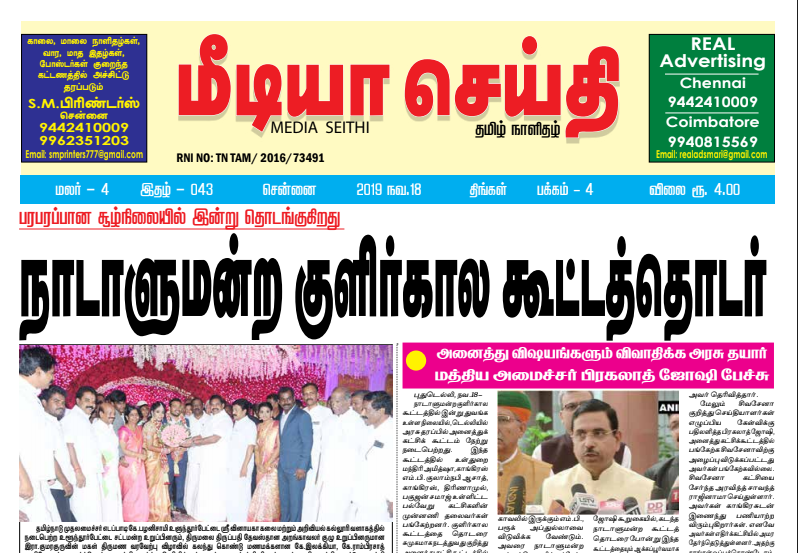 காலை, மாலை நாளிதழ்கள்,
வார, மாத இதழ்கள்,
போஸ்டர்கள் குறைந்த
கட்டணத்தில் அச்சிட்டு
தரப்படும்
S.M.பிரிண்டர்ஸ்
சென்னை
9442410009
9962351203
Email: smprinters777@gmail.com
மீடியா செய்தி
MEDIA SEITHI
தமிழ் நாளிதழ்
RNI NO: TN TAM/ 2016/73491
REAL
Advertising
Chennai
9442410009
Coimbatore
9940815569
Email: realadsmari@gmail.com
மலர் – 4 இதழ் – 043 சென்னை 2019 நவ.18 திங்கள் பக்கம் – 4 விலை ரூ. 4.00
பரபரப்பான சூழ்நிலையில் இன்று தொடங்குகிறது
நாடாளுமன்ற குளிர்கால கூட்டத்தொடர்
தமிழ்நாடு முதலமைச்சர் எடப்பாடி கே.பழனிசாமி உளுந்தூர்பேட்டை ஸ்ரீ விநாயகா கலை மற்றும் அறிவியல் கல்லூரி வளாகத்தில்
நடைபெற்ற உளுந்தூர்பேட்டை சட்டமன்ற உறுப்பினரும், திருமலை திருப்பதி தேவஸ்தான அறங்காவலர் குழு உறுப்பினருமான
இரா.குமரகுருவின் மகள் திருமண வரவேற்பு விழாவில் கலந்து கொண்டு மணமக்களான கே.இலக்கியா, கே.ராம்பிரசாத்
அனைத்து விஷயங்களும் விவாதிக்க அரசு தயார்
மத்திய அமைச்சர் பிரகலாத் ஜோஷி பேச்சு
புதுடெல்லி, நவ.18–
நாடாளுமன்ற குளிர்கால
கூட்டத்தில் இன்று துவங்க
உள்ள நிலையில், டெல்லியில்
அரசு தரப்பில் அனைத்துக்
கட்சிக் கூட்டம் நேற்று
நடைபெற்றது. இந்த
கூட்டத்தில் உள்துறை
மந்திரி அமித்ஷா, காங்கிரஸ்
எம்.பி. குலாம்நபி ஆசாத்,
காங்கிரஸ், திரிணாமுல்,
பகுஜன் சமாஜ் உள்ளிட்ட
பல்வேறு கட்சிகளின்
முன்னணி தலைவர்கள்
பங்கேற்றனர். குளிர்கால
கூட்டத்தை தொடரை
சுமுகமாக நடத்துவது குறித்து
காவலில் இருக்கும் எம்.பி.,
பரூக் அப்துல்லாவை
விடுவிக்க வேண்டும்.
அவரை நாடாளுமன்ற
ஜோஷி கூறுகையில், கடந்த
நாடாளுமன்ற கூட்டத்
தொடரை போன்று இந்த
கூட்டத்தையும் ஆக்கபூர்வமாக
அவர் தெரிவித்தார்.
மேலும் சிவசேனா
குறித்து செய்தியாளர்கள்
எழுப்பிய கேள்விக்கு
பதிலளித்த பிரகலாத் ஜோஷி,
அனைத்து கட்சிக் கூட்டத்தில்
பங்கேற்க சிவசேனாவிற்கு
அழைப்பு விடுக்கப்பட்டது
அவர்கள் பங்கேற்கவில்லை.
சிவசேனா கட்சியை
சேர்ந்த அரவிந்த் சாவந்த்
ராஜினாமா செய்துள்ளார்.
அவர்கள் காங்கிரசுடன்
இணைந்து பணியாற்ற
விரும்புகிறார்கள். எனவே
அவர்கள் எதிர்க்கட்சி வரிசை